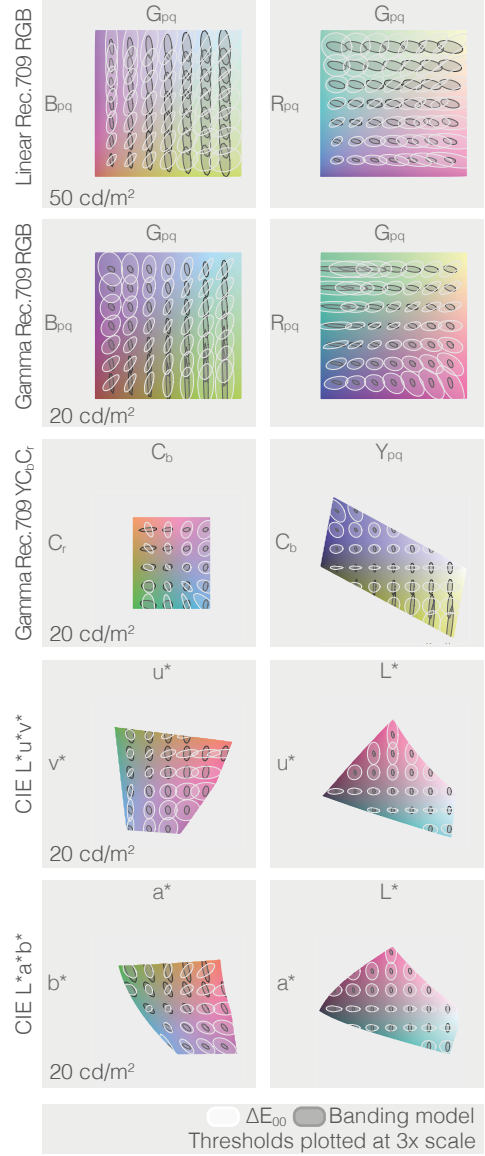 Linear Rec.709 RGB
Gpq
Bpq
50 cd/m²
Gpq
Rpq
Gamma Rec.709 RGB
Gpq
Bpq
20 cd/m²
Gpq
Rpq
Gamma Rec.709 YCbCr
Cb
Cr
20 cd/m²
Ypq
Cb
CIE L*u*v*
u*
v*
20 cd/m²
L*
u*
CIE L*a*b*
a*
b*
20 cd/m²
L*
a*
ΔE00 Banding model
Thresholds plotted at 3x scale